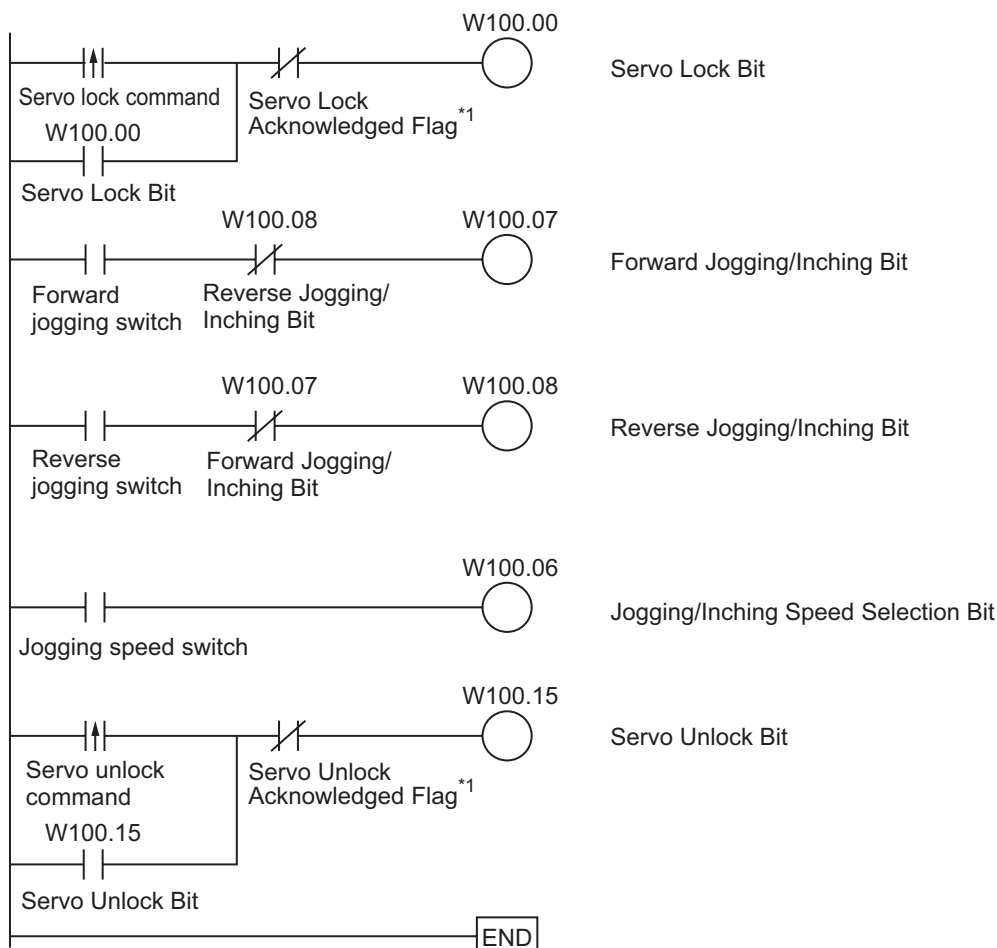 W100.00
Servo Lock Bit
Servo lock command
Servo Lock
Acknowledged Flag*1
W100.00
Servo Lock Bit
W100.08
W100.07
Forward Jogging/Inching Bit
Forward
jogging switch
Reverse Jogging/
Inching Bit
W100.07
W100.08
Reverse Jogging/Inching Bit
Reverse
jogging switch
Forward Jogging/
Inching Bit
W100.06
Jogging/Inching Speed Selection Bit
Jogging speed switch
W100.15
Servo Unlock Bit
Servo unlock
command
Servo Unlock
Acknowledged Flag*1
W100.15
Servo Unlock Bit
END